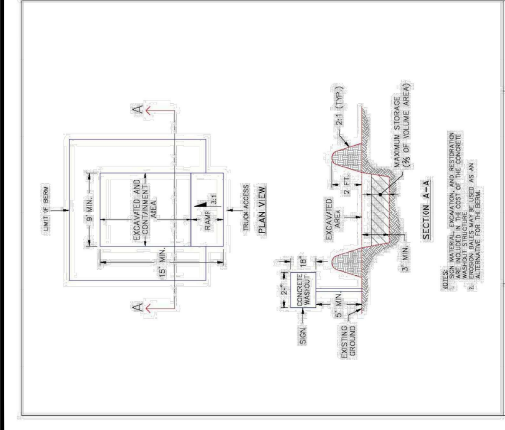 LIMIT OF BERM
9' MIN.
A
A
15' MIN.
EXCAVATED AND
CONTAINMENT
AREA
RAMP
3:1
TRUCK ACCESS
PLAN VIEW
18"
CONCRETE
WASHOUT
SIGN
5' MIN.
EXISTING
GROUND
EXCAVATED
AREA
2 FT.
2:1 (TYP.)
3' MIN.
MAXIMUM STORAGE
(⅔ OF VOLUME AREA)
SECTION A-A
NOTES:
1. SIGN MATERIAL, EXCAVATION, AND RESTORATION
ARE INCLUDED IN THE COST OF THE CONCRETE
WASHOUT STRUCTURE.
2. EROSION BALES MAY BE USED AS AN
ALTERNATIVE FOR THE BERM.